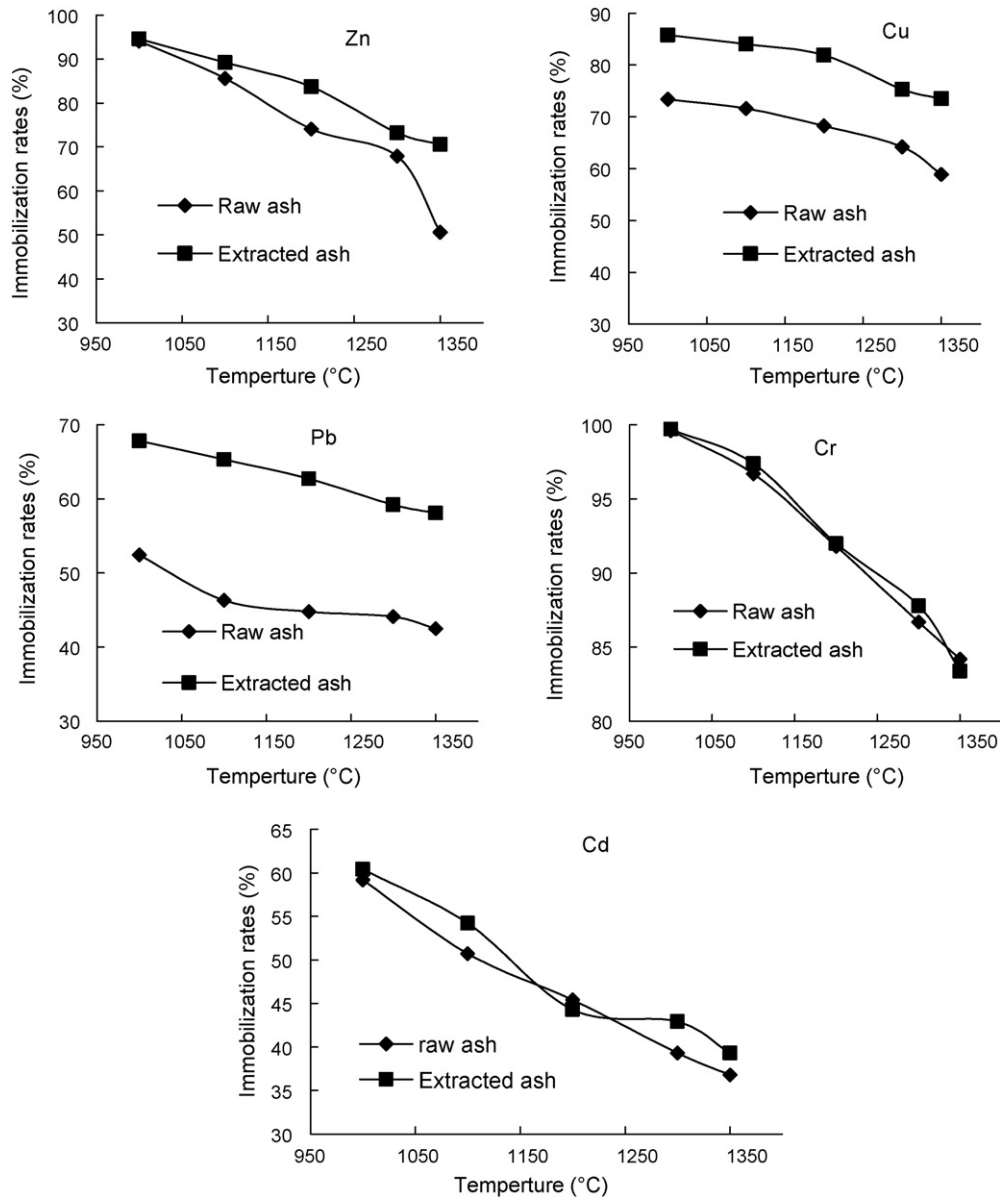 Zn
Immobilization rates (%)
100
90
80
70
60
50
40
30
Raw ash
Extracted ash
950 1050 1150 1250 1350
Temperture (°C)
Cu
Immobilization rates (%)
90
80
70
60
50
40
30
Raw ash
Extracted ash
950 1050 1150 1250 1350
Temperture (°C)
Pb
Immobilization rates (%)
70
60
50
40
30
Raw ash
Extracted ash
950 1050 1150 1250 1350
Temperture (°C)
Cr
Immobilization rates (%)
100
95
90
85
80
Raw ash
Extracted ash
950 1050 1150 1250 1350
Temperture (°C)
Cd
Immobilization rates (%)
65
60
55
50
45
40
35
30
raw ash
Extracted ash
950 1050 1150 1250 1350
Temperture (°C)